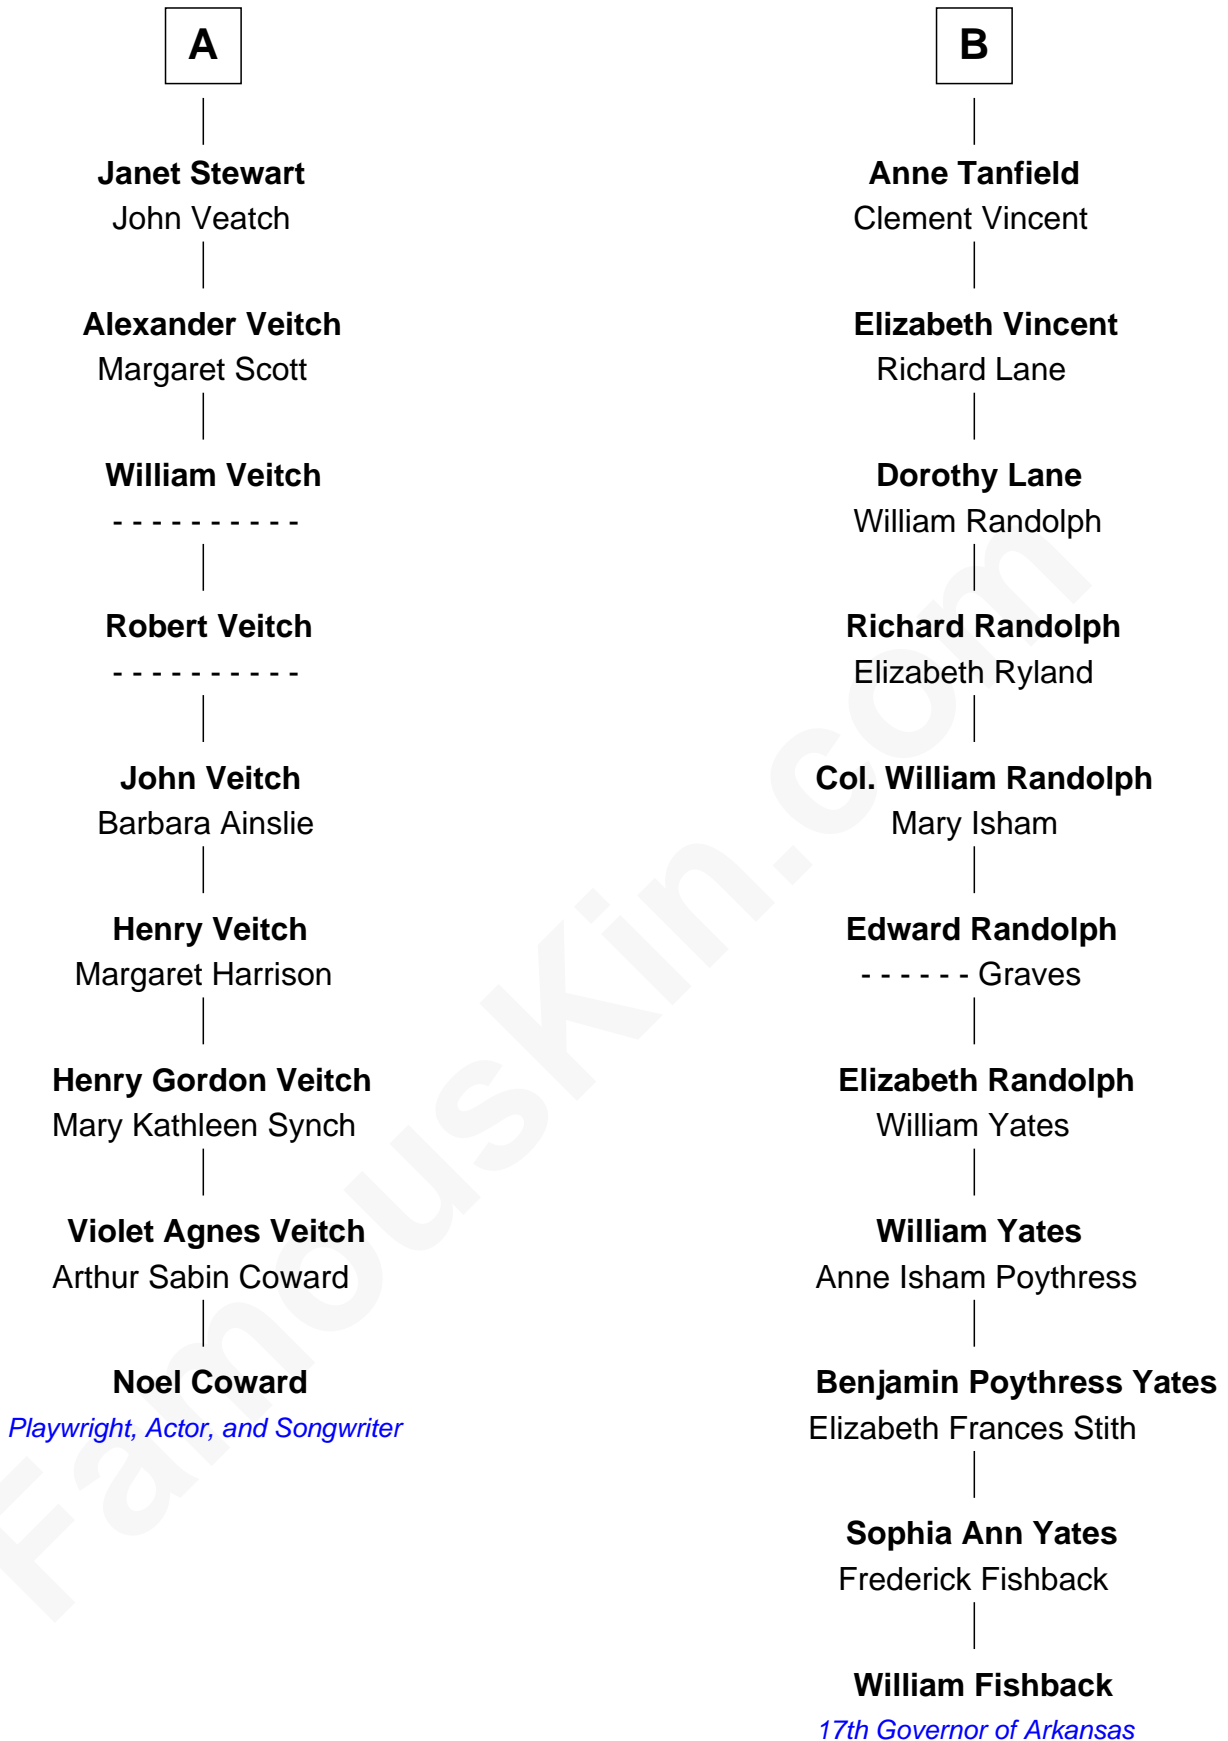 A
Janet Stewart
John Veatch
Alexander Veitch
Margaret Scott
William Veitch
- - - - - - - - - -
Robert Veitch
- - - - - - - - - -
John Veitch
Barbara Ainslie
Henry Veitch
Margaret Harrison
Henry Gordon Veitch
Mary Kathleen Synch
Violet Agnes Veitch
Arthur Sabin Coward
Noel Coward
Playwright, Actor, and Songwriter
B
Anne Tanfield
Clement Vincent
Elizabeth Vincent
Richard Lane
Dorothy Lane
William Randolph
Richard Randolph
Elizabeth Ryland
Col. William Randolph
Mary Isham
Edward Randolph
- - - - - - Graves
Elizabeth Randolph
William Yates
William Yates
Anne Isham Poythress
Benjamin Poythress Yates
Elizabeth Frances Stith
Sophia Ann Yates
Frederick Fishback
William Fishback
17th Governor of Arkansas
FamousKin.com